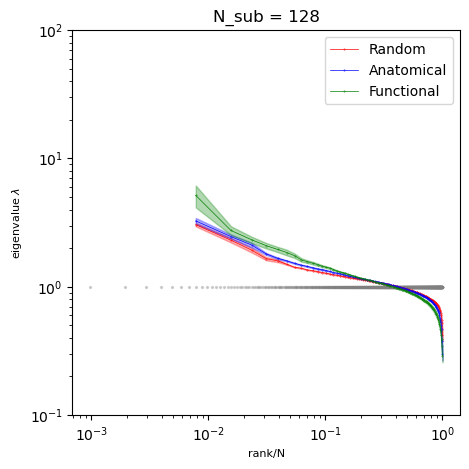 N_sub = 128
10²
10¹
10⁰
10⁻¹
eigenvalue λ
Random
Anatomical
Functional
10⁻³
10⁻²
10⁻¹
10⁰
rank/N